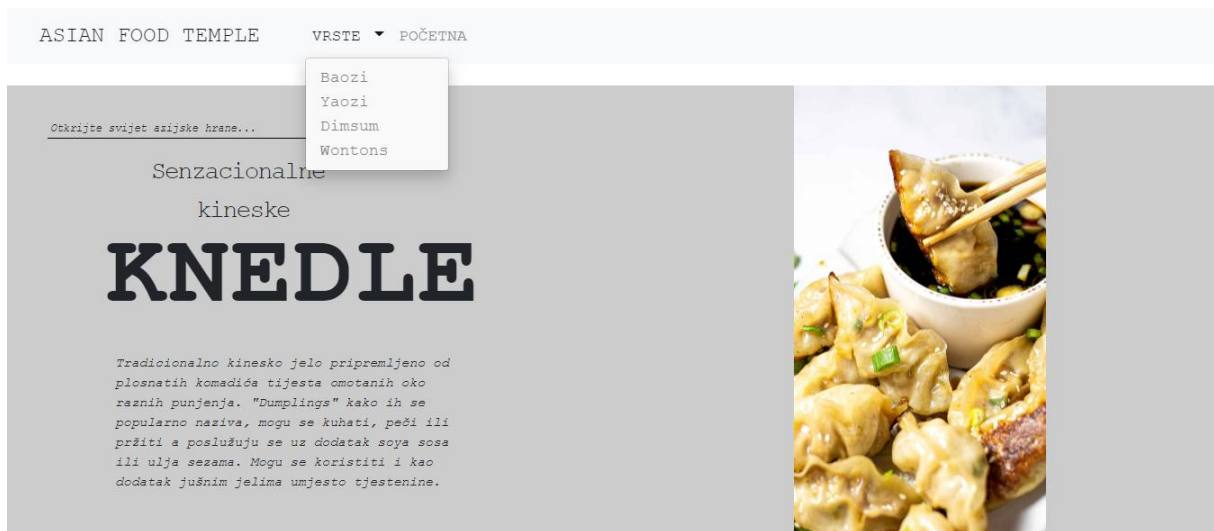 ASIAN FOOD TEMPLE VRSTE POČETNA
Baozi
Yaozi
Dimsum
Wontons
Otkrijte svijet azijske hrane...
Senzacionalne
kineske
KNEDLE
Tradicionalno kinesko jelo pripremljeno od
plosnatih komadića tijesta omotanih oko
raznih punjenja. "Dumplings" kako ih se
popularno naziva, mogu se kuhati, peći ili
pržiti a poslužuju se uz dodatak soya sosa
ili ulja sezama. Mogu se koristiti i kao
dodatak jušnim jelima umjesto tjestenine.